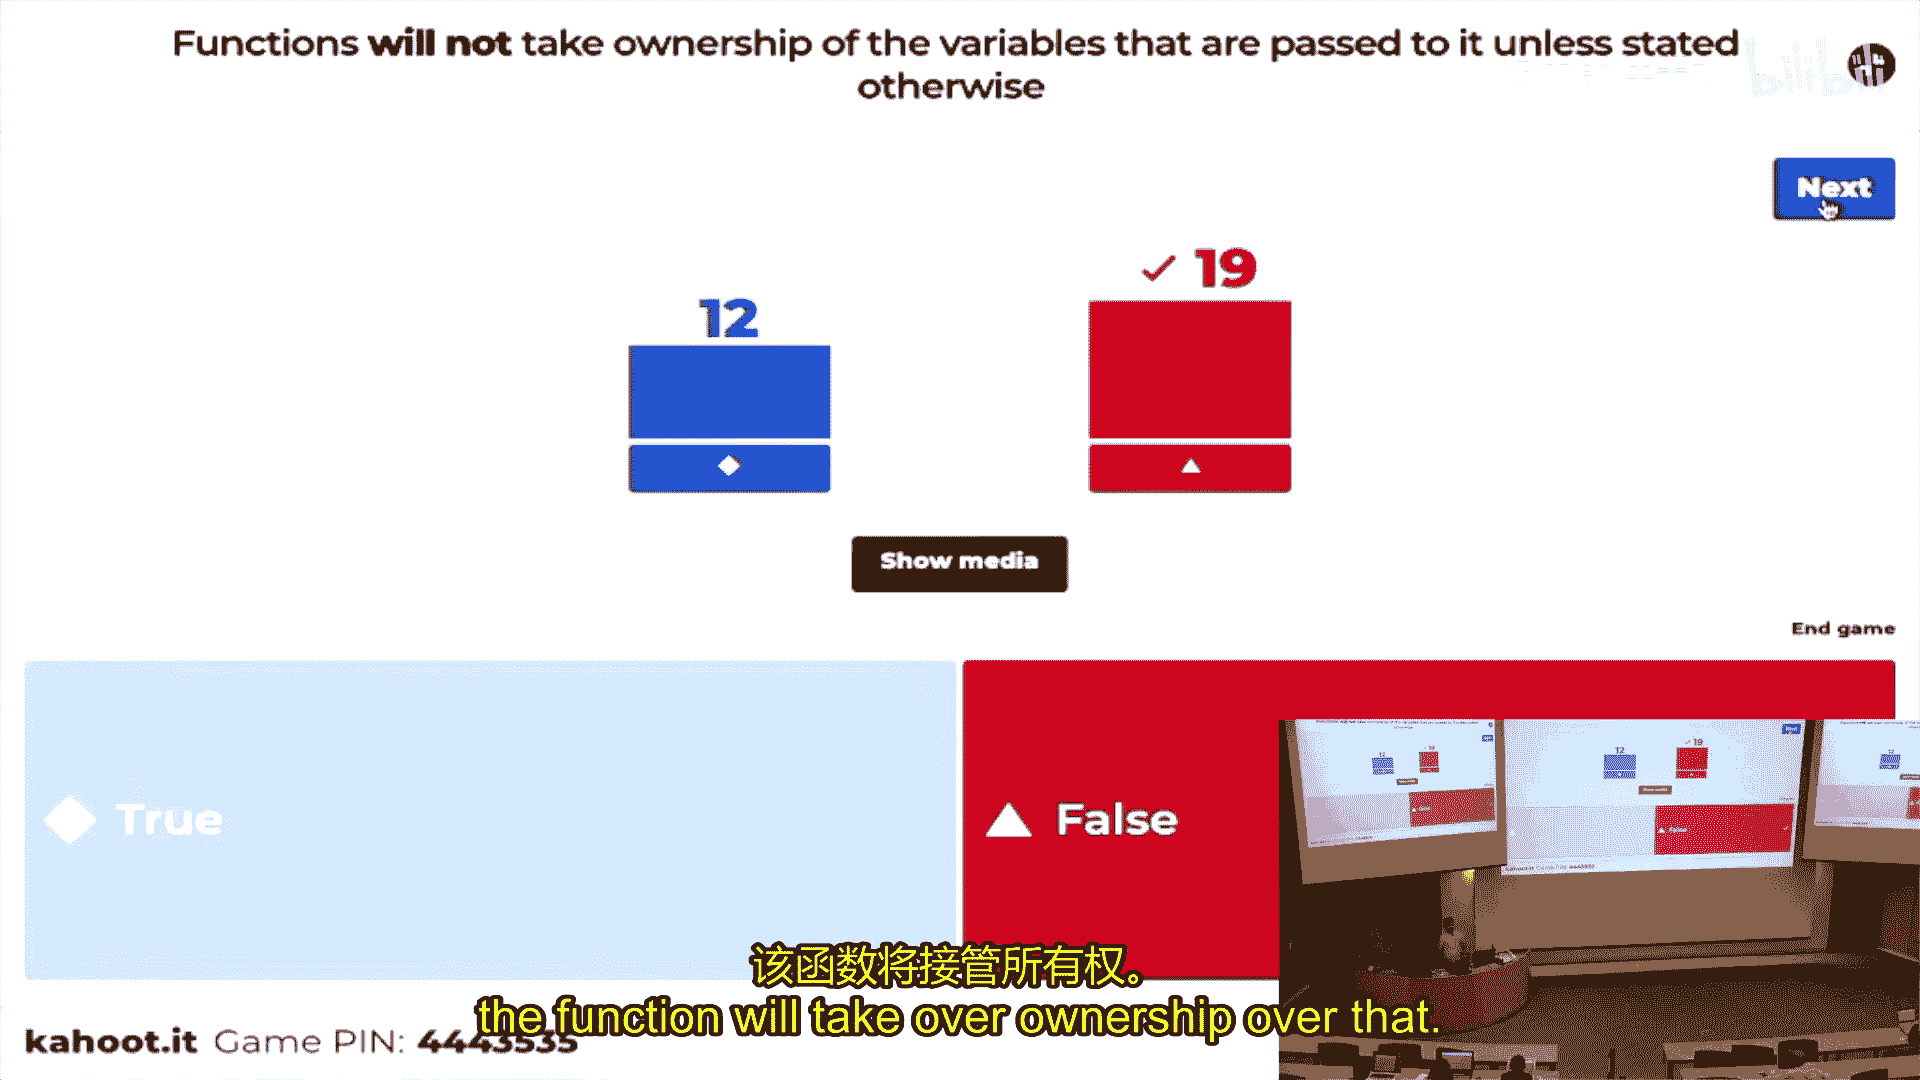 Functions will not take ownership of the variables that are passed to it unless stated
otherwise
bilibili
Next
12
19
Show media
End game
True
False
该函数将接管所有权。
the function will take over ownership over that.
kahoot.it Game PIN: 4443535